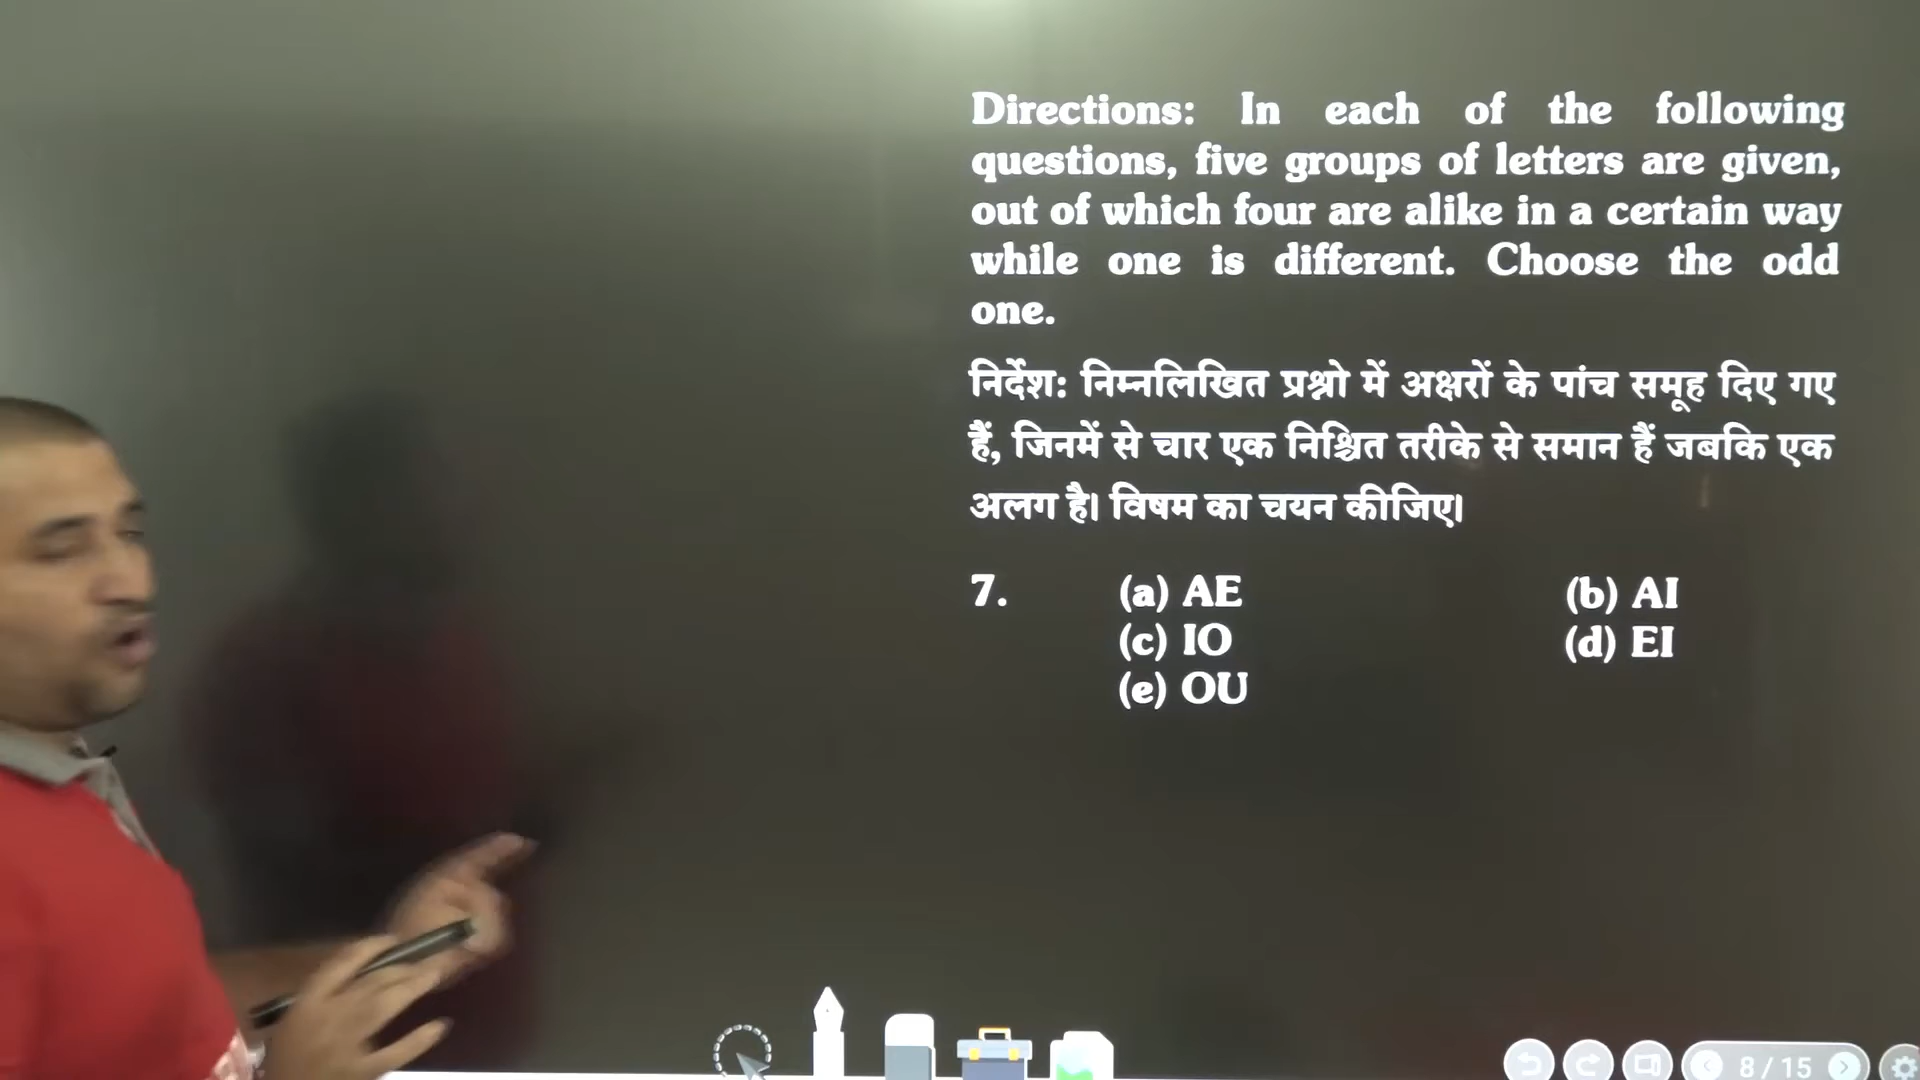 Directions: In each of the following
questions, five groups of letters are given,
out of which four are alike in a certain way
while one is different. Choose the odd
one.
निर्देश: निम्नलिखित प्रश्नो में अक्षरों के पांच समूह दिए गए
हैं, जिनमें से चार एक निश्चित तरीके से समान हैं जबकि एक
अलग है। विषम का चयन कीजिए।
7. (a) AE (b) AI
(c) IO (d) EI
(e) OU
8 / 15